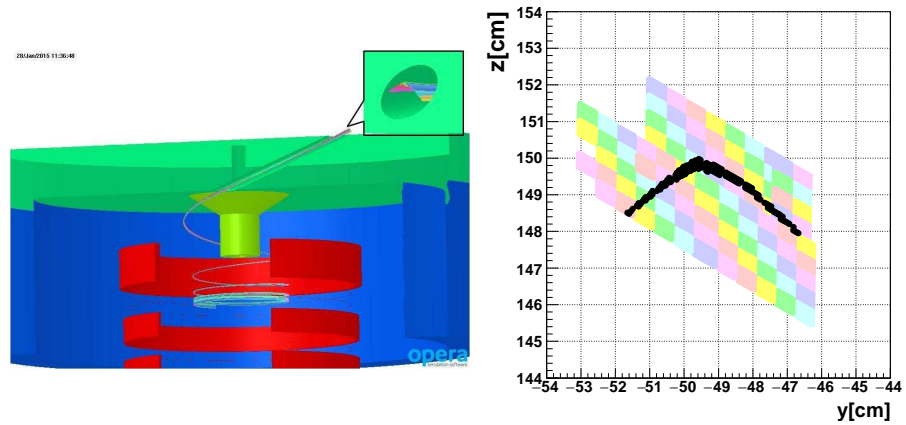 28/Jan/2015 11:36:48
opera
simulation software
z[cm]
154
153
152
151
150
149
148
147
146
145
144
−54 −53 −52 −51 −50 −49 −48 −47 −46 −45 −44
y[cm]